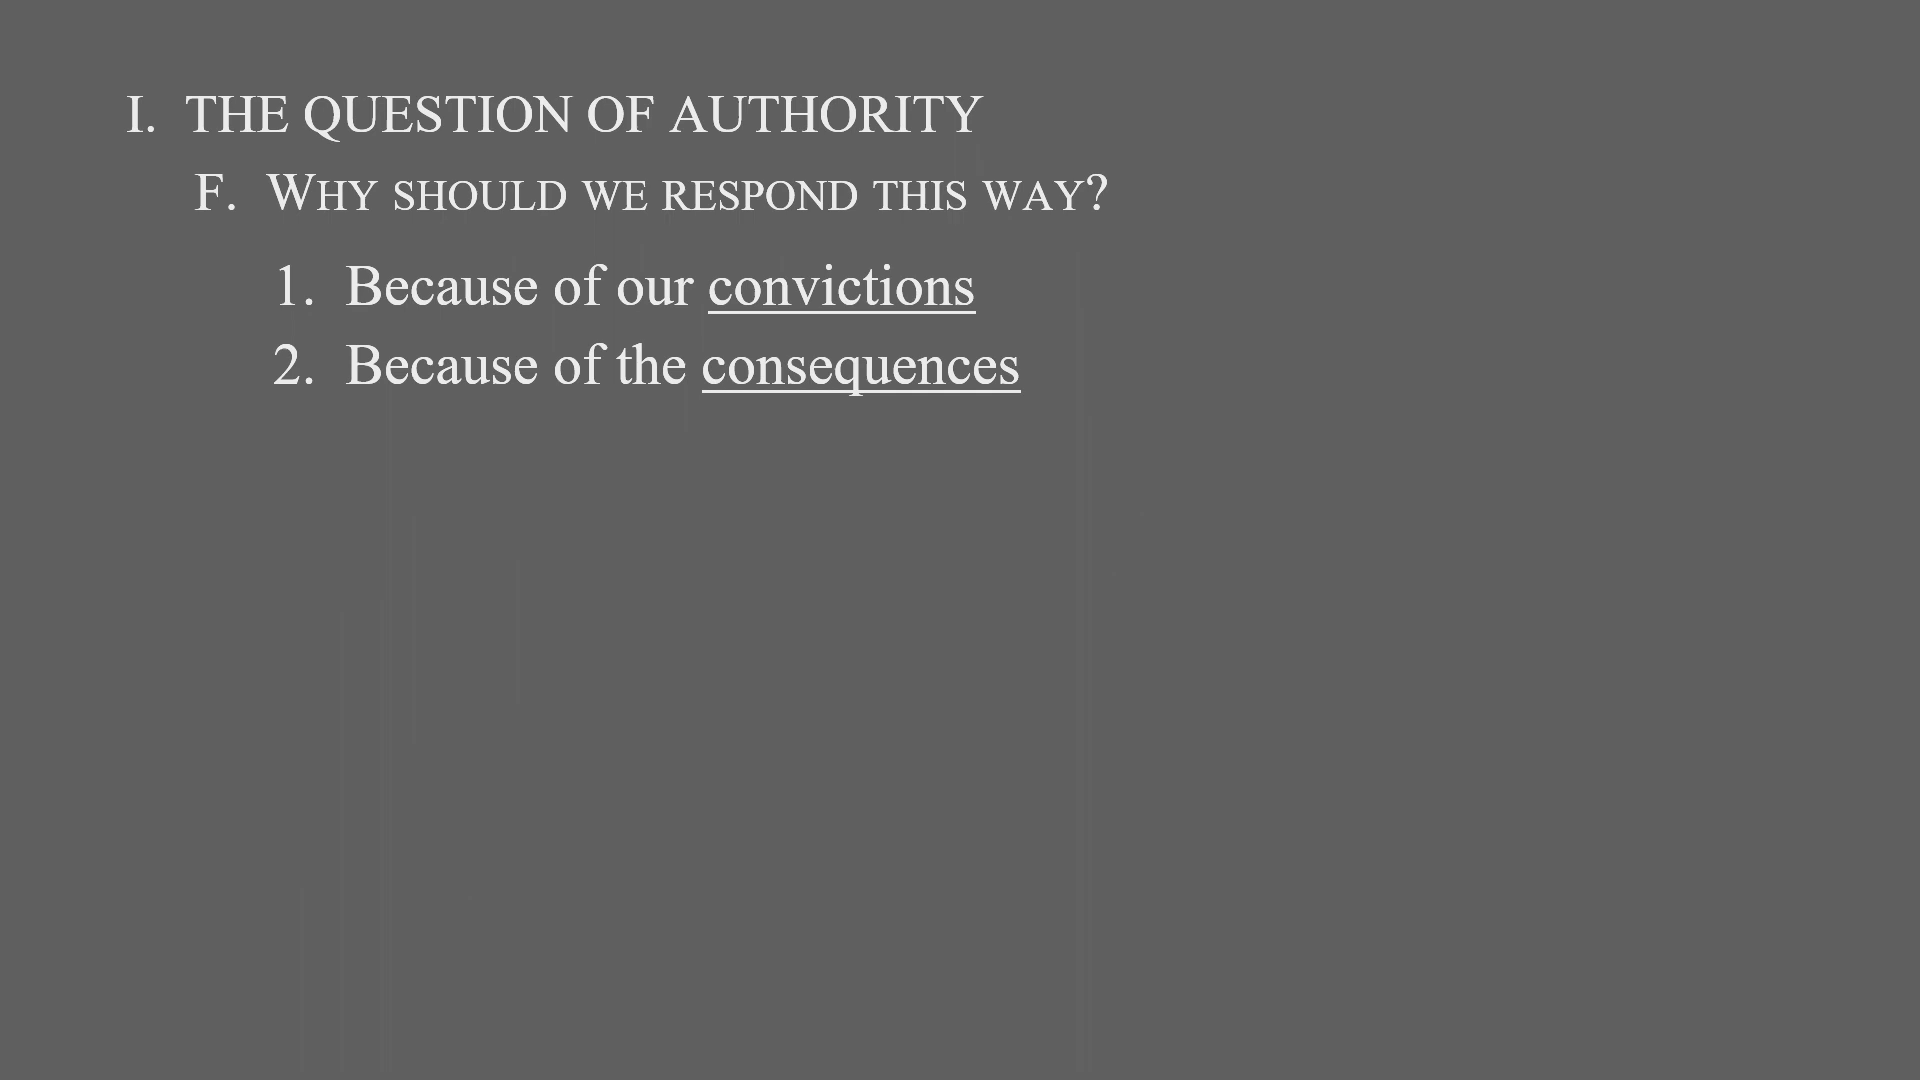 I. THE QUESTION OF AUTHORITY
F. WHY SHOULD WE RESPOND THIS WAY?
1. Because of our convictions
2. Because of the consequences